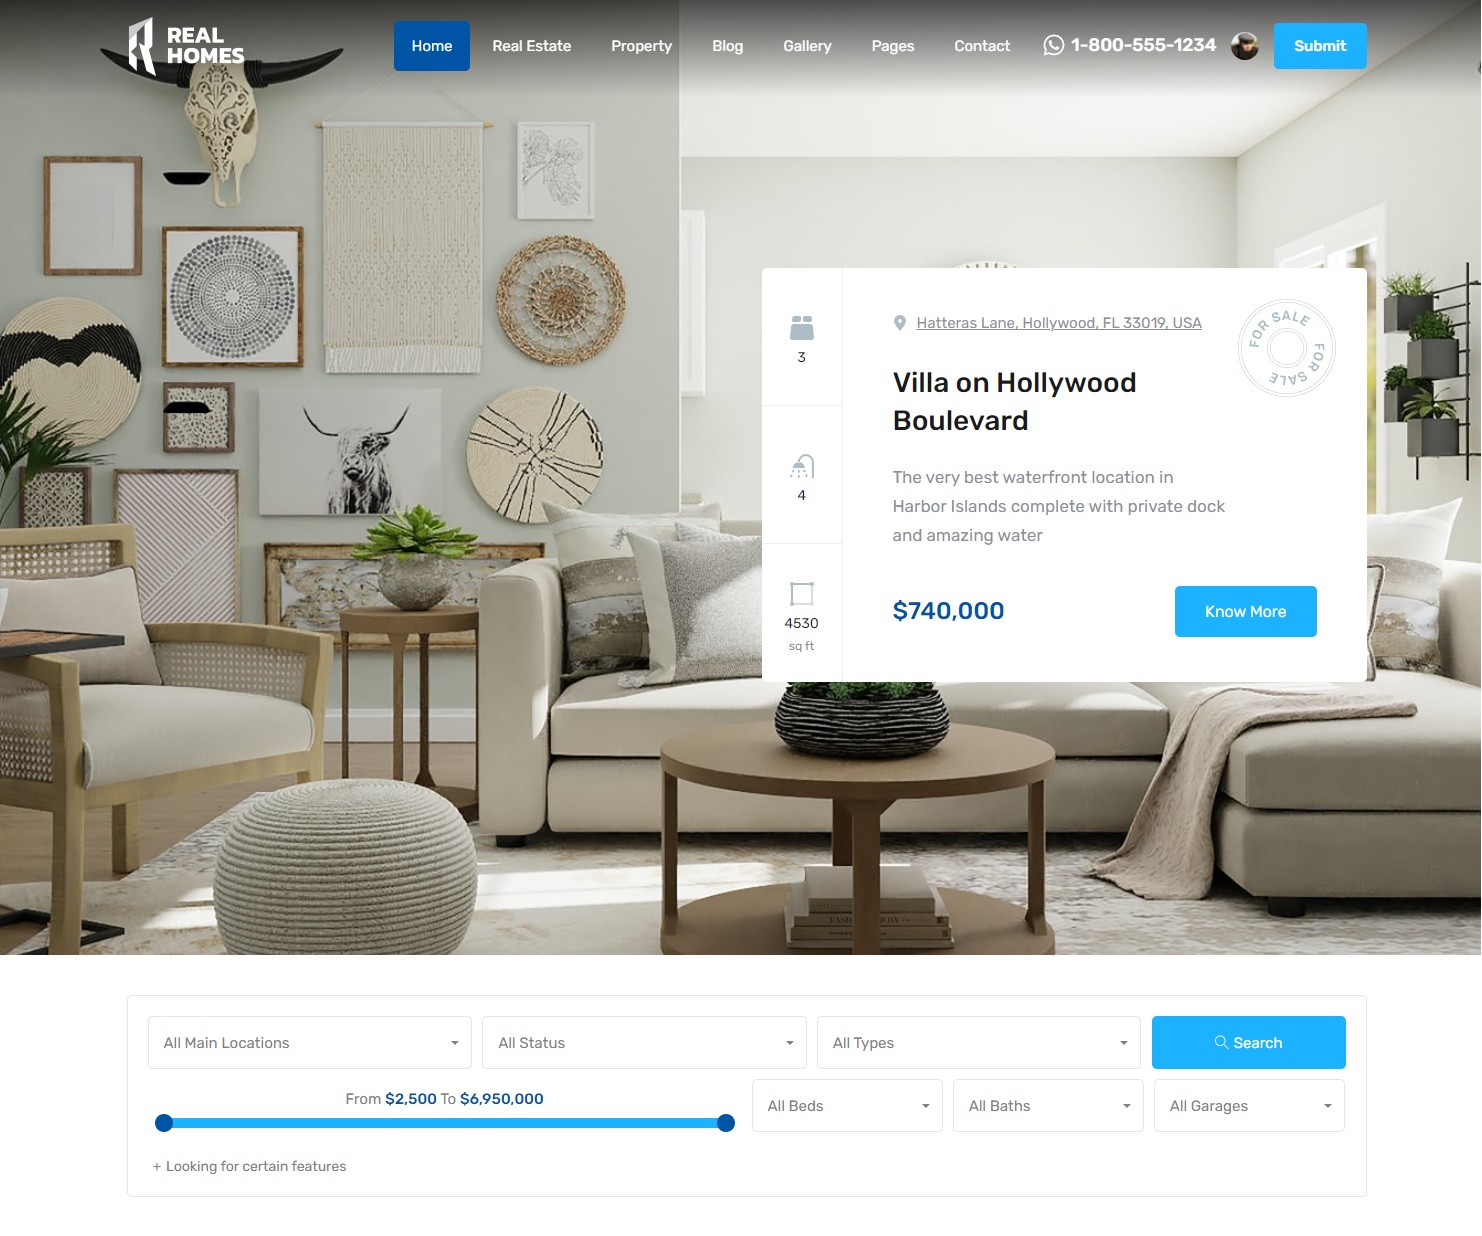 REAL
HOMES
Home
Real Estate
Property
Blog
Gallery
Pages
Contact
1-800-555-1234
Submit
3
4
4530
sq ft
Hatteras Lane, Hollywood, FL 33019, USA
FOR SALE
FOR SALE
Villa on Hollywood
Boulevard
The very best waterfront location in
Harbor Islands complete with private dock
and amazing water
$740,000
Know More
All Main Locations
All Status
All Types
Search
From $2,500 To $6,950,000
All Beds
All Baths
All Garages
+ Looking for certain features